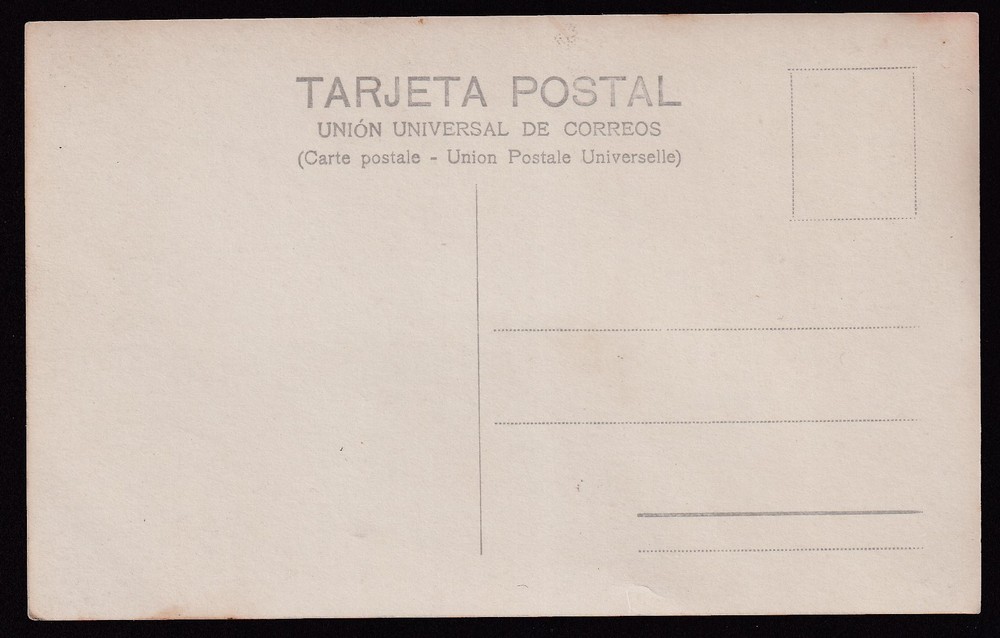 TARJETA POSTAL
UNIÓN UNIVERSAL DE CORREOS
(Carte postale - Union Postale Universelle)